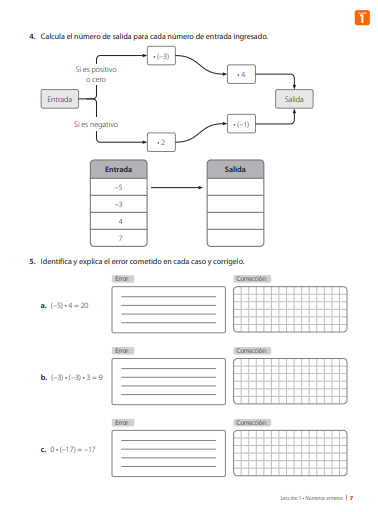 1
4. Calcula el número de salida para cada número de entrada ingresado.
• (–3)
Si es positivo
o cero
• 4
Entrada
Salida
Si es negativo
• (–1)
• 2
Entrada Salida
–5
–3
4
7
5. Identifica y explica el error cometido en cada caso y corrígelo.
Error: Corrección:
a. (–5) • 4 = 20
Error: Corrección:
b. (–3) • (–3) • 3 = 9
Error: Corrección:
c. 0 • (–17) = –17
Lección 1 • Números enteros | 7